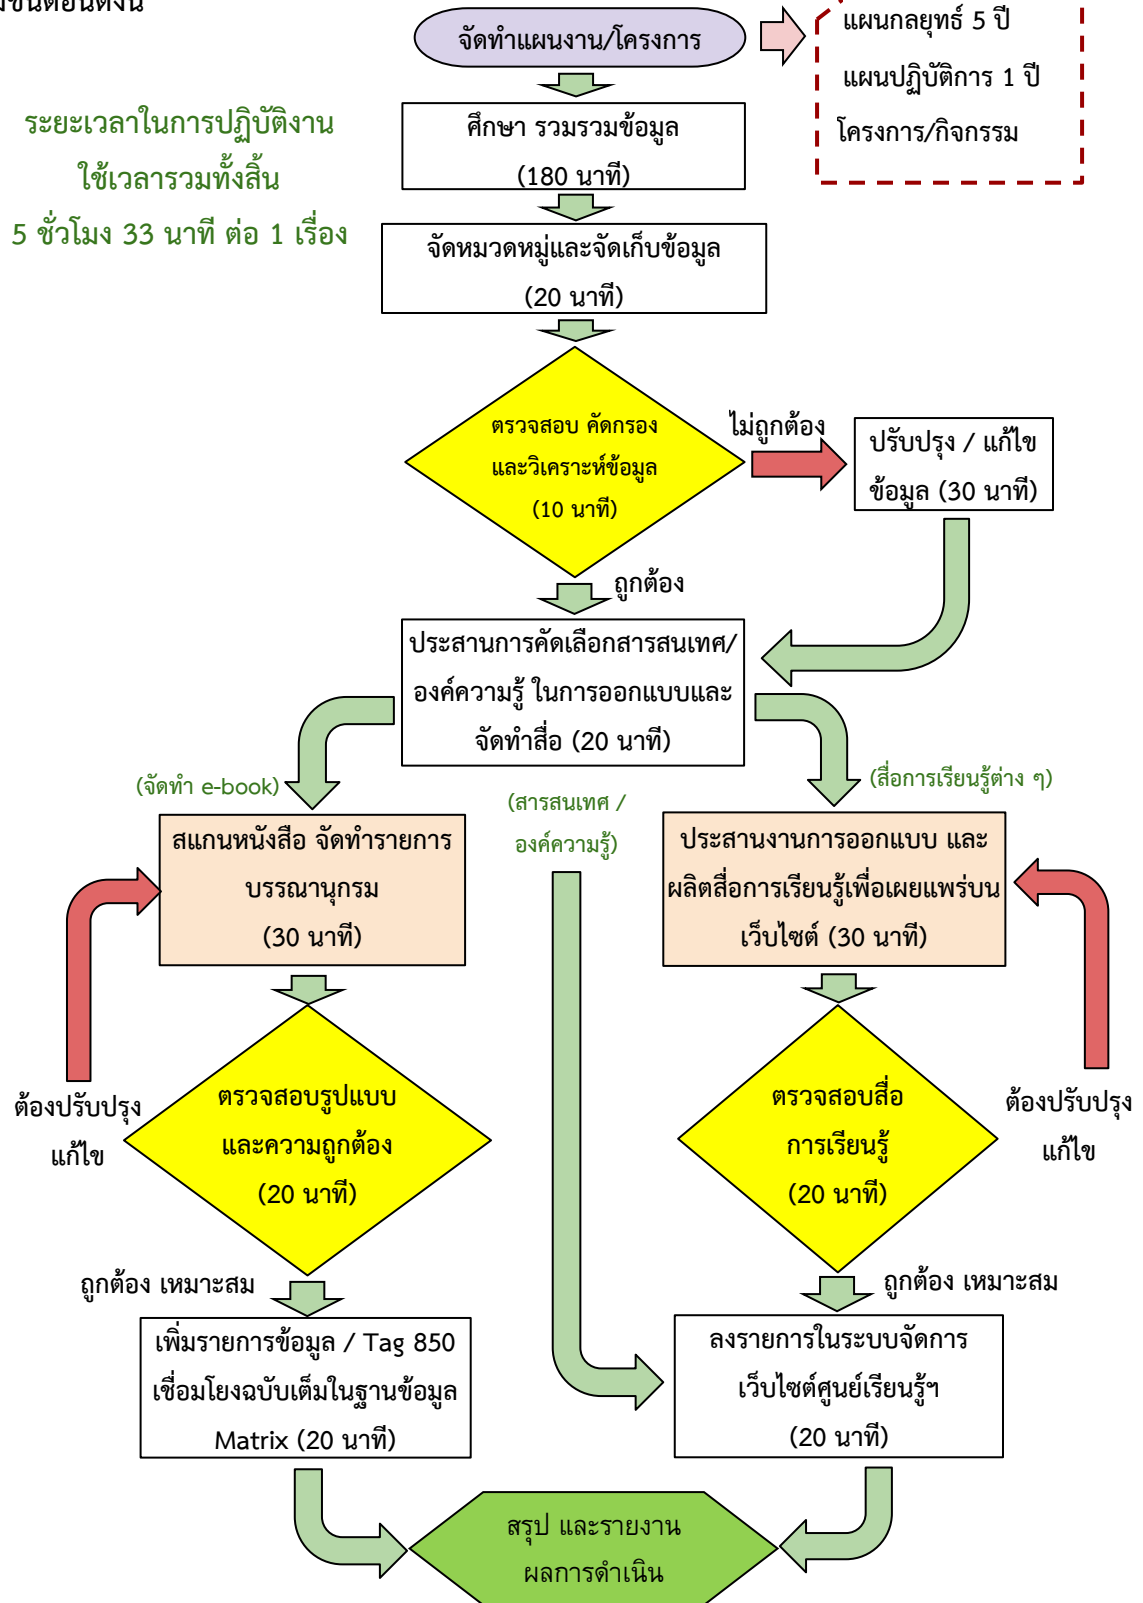 จัดทำแผนงาน/โครงการ
แผนกลยุทธ์ 5 ปี
แผนปฏิบัติการ 1 ปี
โครงการ/กิจกรรม
ระยะเวลาในการปฏิบัติงาน
ใช้เวลารวมทั้งสิ้น
5 ชั่วโมง 33 นาที ต่อ 1 เรื่อง
ศึกษา รวมรวมข้อมูล
(180 นาที)
จัดหมวดหมู่และจัดเก็บข้อมูล
(20 นาที)
ตรวจสอบ คัดกรอง
และวิเคราะห์ข้อมูล
(10 นาที)
ไม่ถูกต้อง
ปรับปรุง / แก้ไข
ข้อมูล (30 นาที)
ถูกต้อง
ประสานการคัดเลือกสารสนเทศ/
องค์ความรู้ ในการออกแบบและ
จัดทำสื่อ (20 นาที)
(จัดทำ e-book)
(สารสนเทศ /
องค์ความรู้)
(สื่อการเรียนรู้ต่าง ๆ)
สแกนหนังสือ จัดทำรายการ
บรรณานุกรม
(30 นาที)
ประสานงานการออกแบบ และ
ผลิตสื่อการเรียนรู้เพื่อเผยแพร่บน
เว็บไซต์ (30 นาที)
ต้องปรับปรุง
แก้ไข
ตรวจสอบรูปแบบ
และความถูกต้อง
(20 นาที)
ตรวจสอบสื่อ
การเรียนรู้
(20 นาที)
ต้องปรับปรุง
แก้ไข
ถูกต้อง เหมาะสม
ถูกต้อง เหมาะสม
เพิ่มรายการข้อมูล / Tag 850
เชื่อมโยงฉบับเต็มในฐานข้อมูล
Matrix (20 นาที)
ลงรายการในระบบจัดการ
เว็บไซต์ศูนย์เรียนรู้ฯ
(20 นาที)
สรุป และรายงาน
ผลการดำเนิน